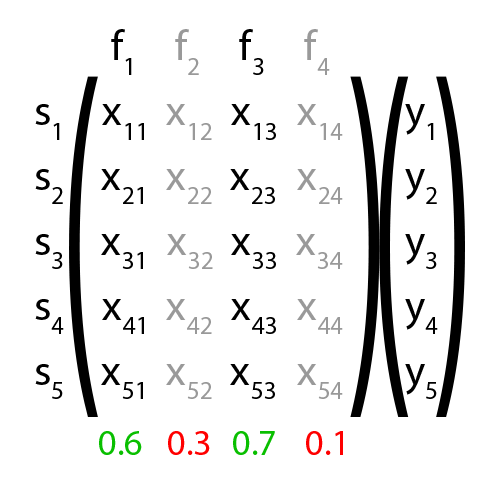 f1 f2 f3 f4
s1 x11 x12 x13 x14 y1
s2 x21 x22 x23 x24 y2
s3 x31 x32 x33 x34 y3
s4 x41 x42 x43 x44 y4
s5 x51 x52 x53 x54 y5
0.6 0.3 0.7 0.1